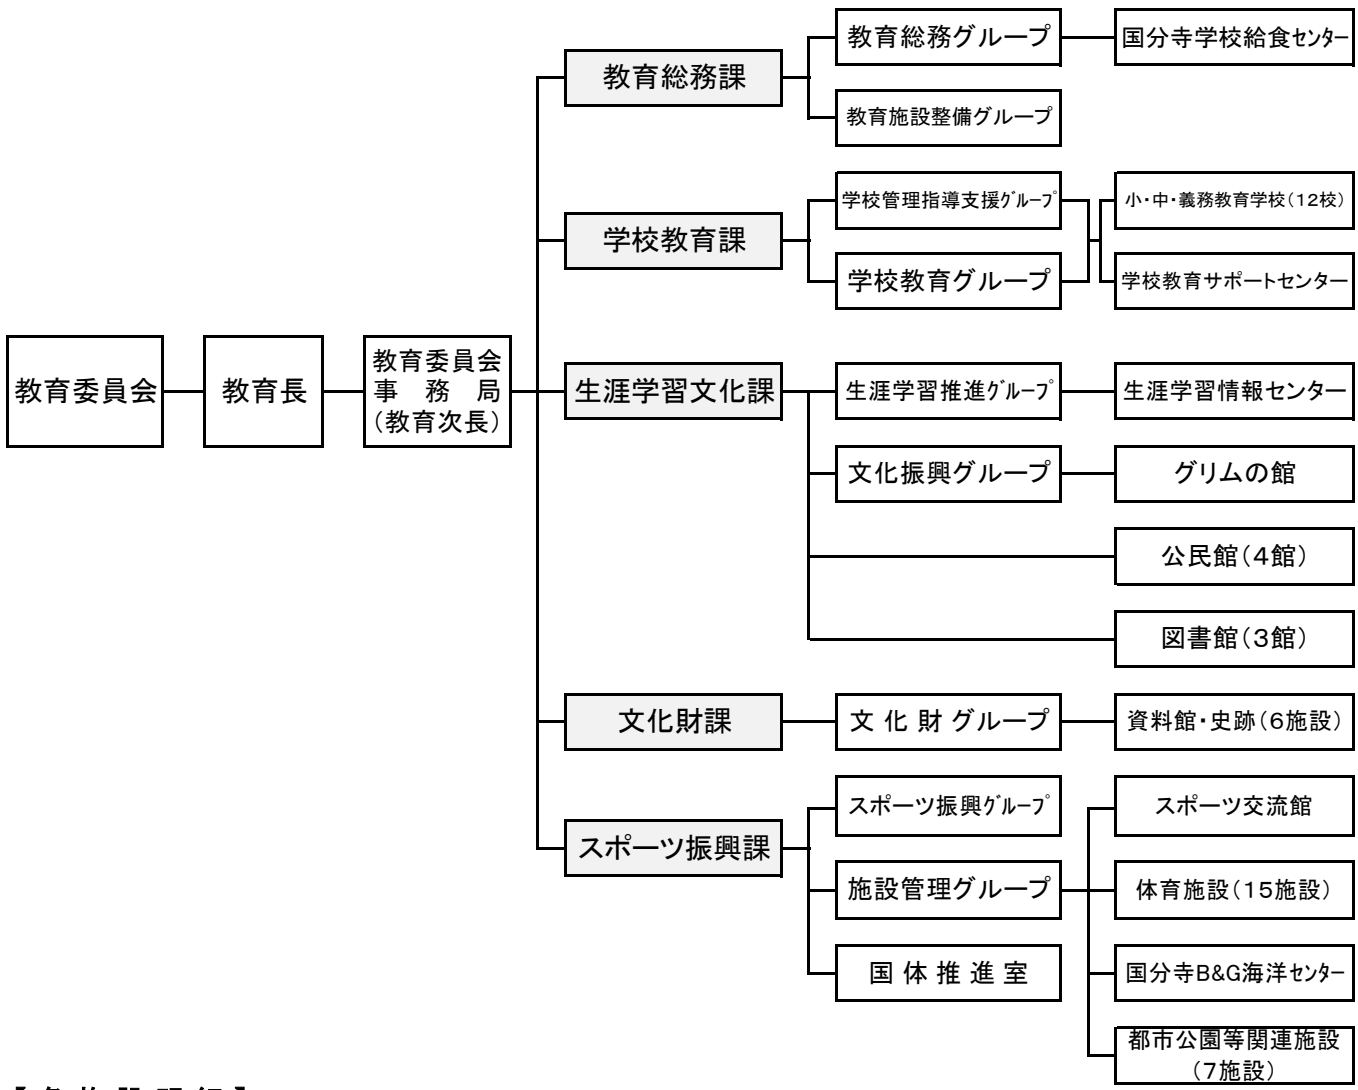 教育総務グループ
国分寺学校給食センター
教育総務課
教育施設整備グループ
学校管理指導支援グループ
小・中・義務教育学校（12校）
学校教育課
学校教育グループ
学校教育サポートセンター
教育委員会
教育長
教育委員会
事務局
（教育次長）
生涯学習文化課
生涯学習推進グループ
生涯学習情報センター
文化振興グループ
グリムの館
公民館（4館）
図書館（3館）
文化財課
文化財グループ
資料館・史跡（6施設）
スポーツ振興グループ
スポーツ交流館
スポーツ振興課
施設管理グループ
体育施設（15施設）
国体推進室
国分寺B&G海洋センター
都市公園等関連施設
（7施設）